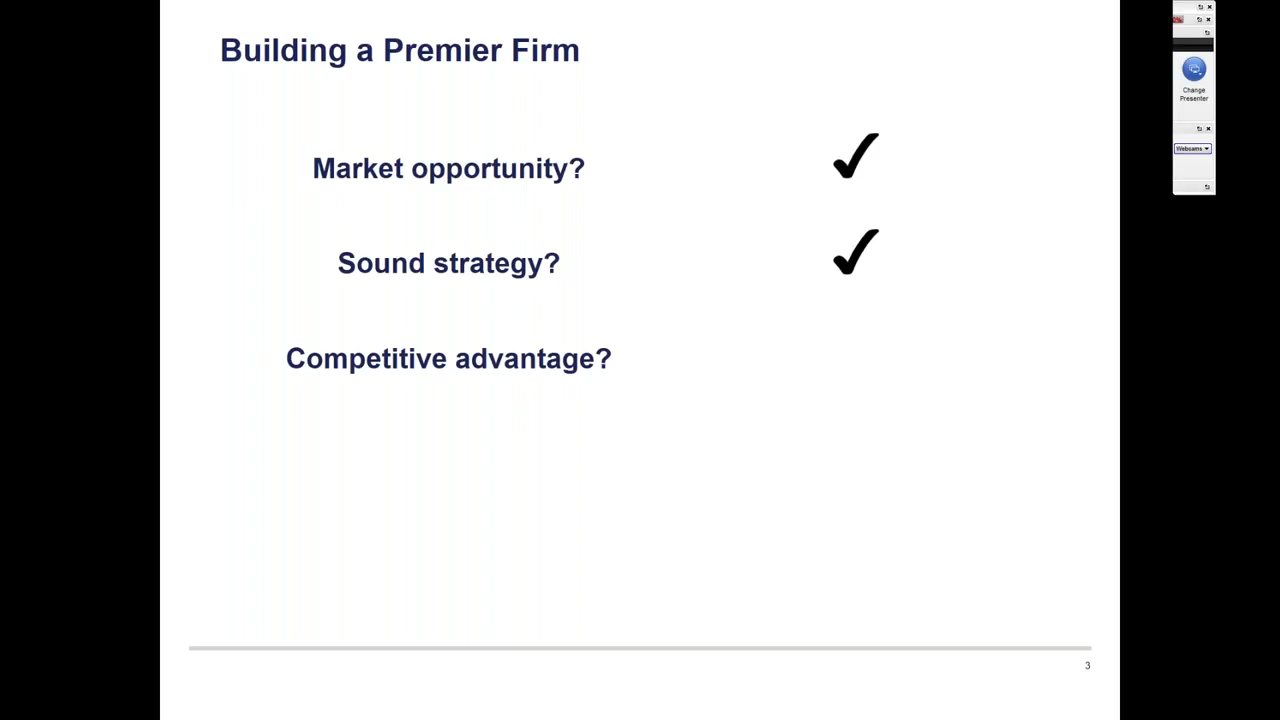 Building a Premier Firm
Market opportunity?
Sound strategy?
Competitive advantage?
3
Change
Presenter
Webcams